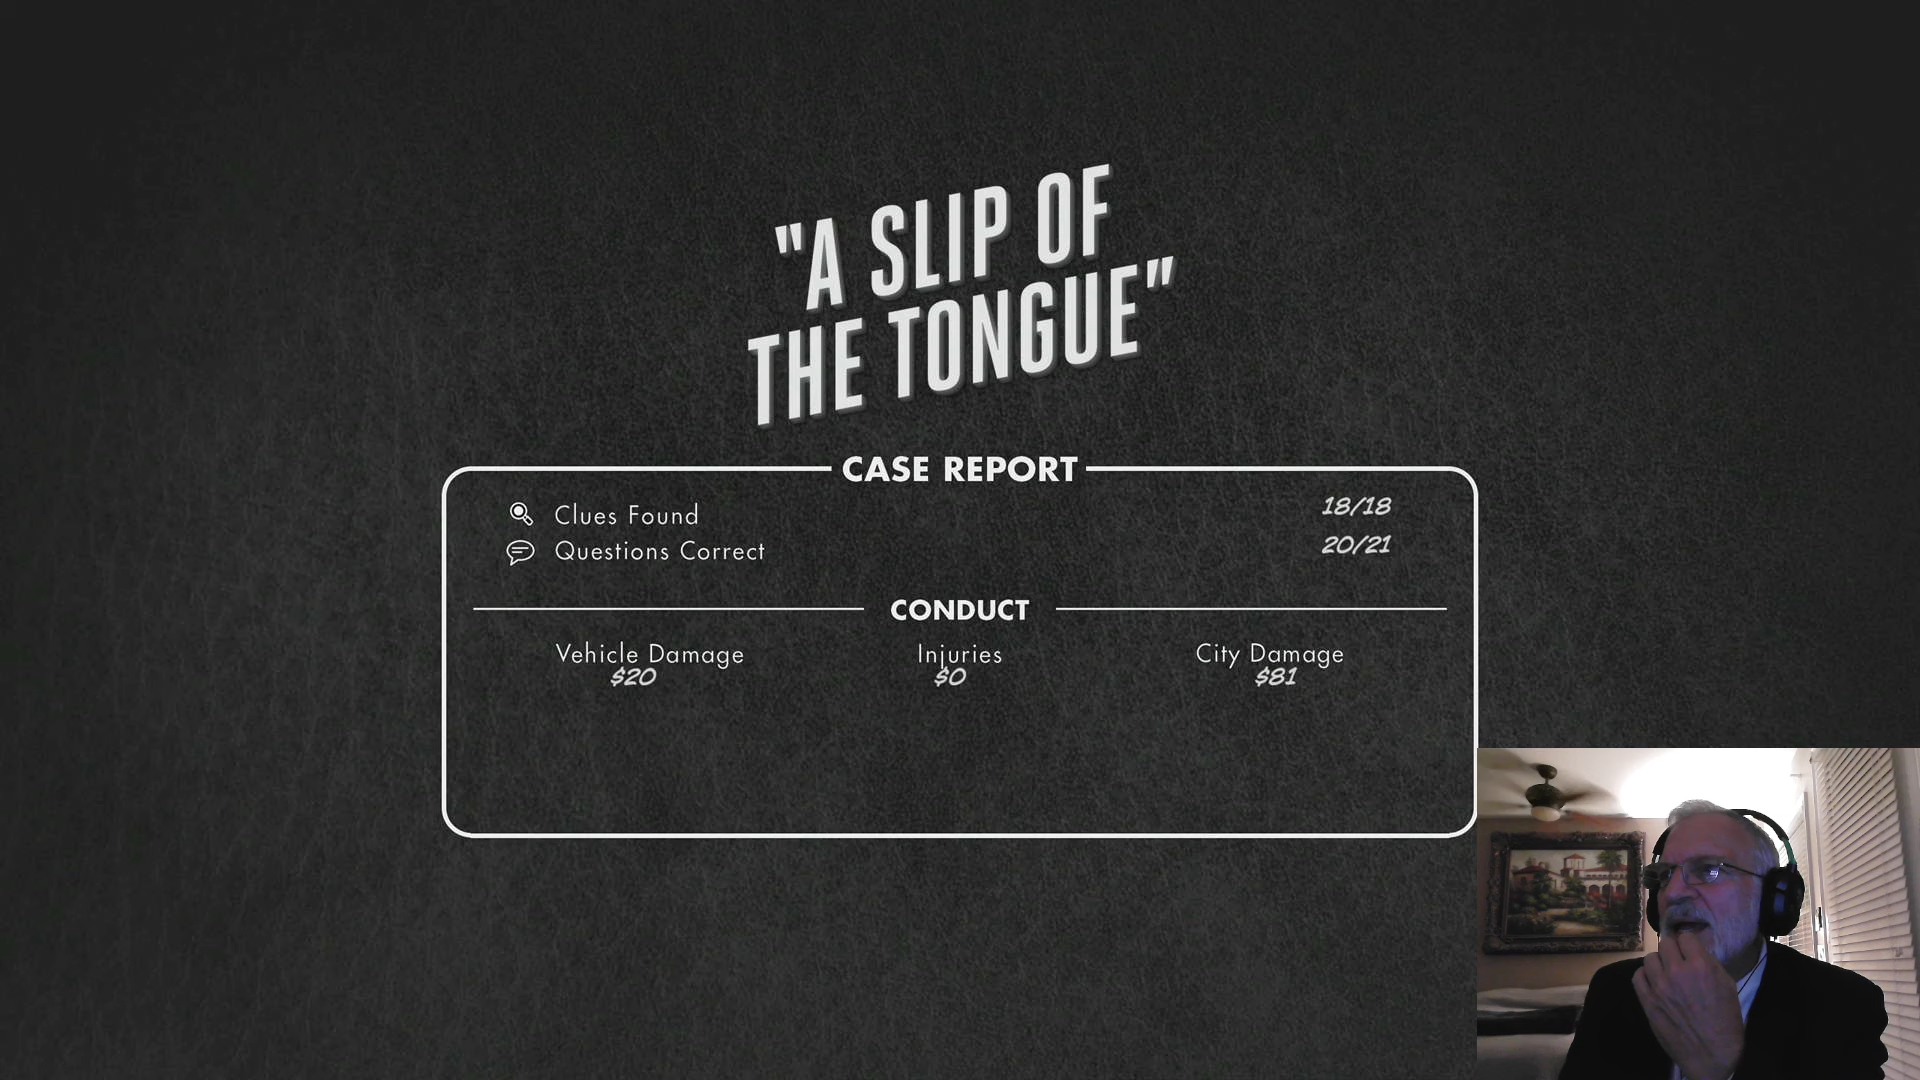 "A SLIP OF
THE TONGUE"
CASE REPORT
Clues Found 18/18
Questions Correct 20/21
CONDUCT
Vehicle Damage Injuries City Damage
$20 $0 $81